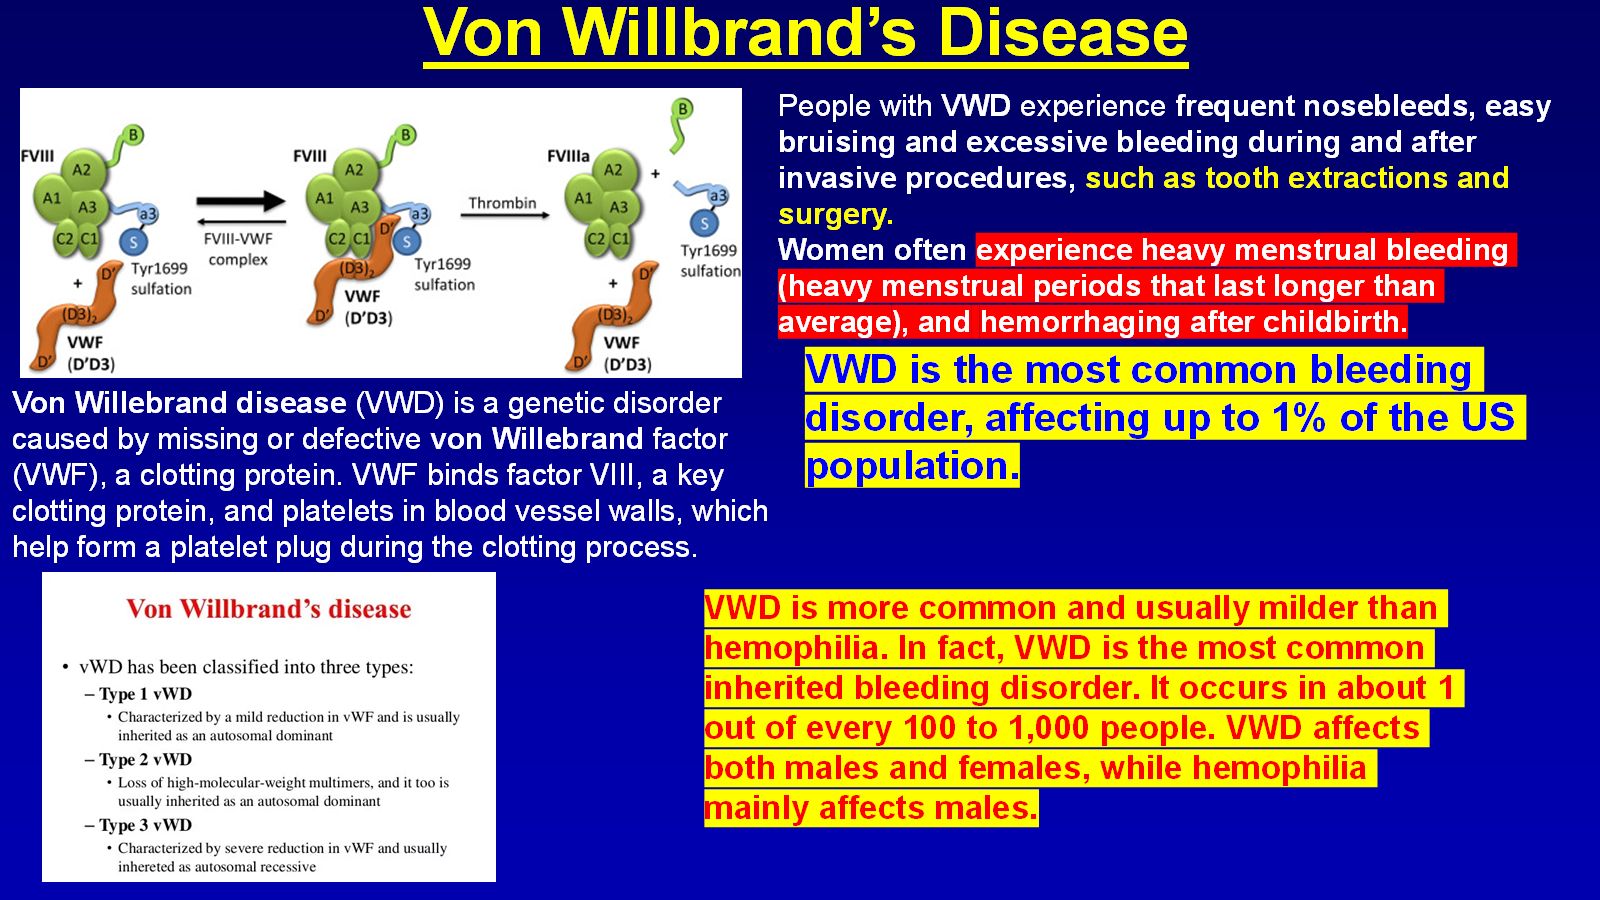 Von Willbrand’s Disease
FVIII
B
A2
A1
A3
a3
C2 C1
S
+
D'
Tyr1699
sulfation
(D3)₂
VWF
(D'D3)
D'
FVIII-VWF
complex
FVIII
B
A2
A1
A3
a3
D'
C2 C1
S
(D3)₂
Tyr1699
sulfation
VWF
(D'D3)
D'
Thrombin
FVIIIa
A2
A1
A3
C2 C1
+
B
a3
S
Tyr1699
sulfation
+
D'
(D3)₂
VWF
(D'D3)
D'
People with VWD experience frequent nosebleeds, easy
bruising and excessive bleeding during and after
invasive procedures, such as tooth extractions and
surgery.
Women often experience heavy menstrual bleeding
(heavy menstrual periods that last longer than
average), and hemorrhaging after childbirth.
VWD is the most common bleeding
disorder, affecting up to 1% of the US
population.
Von Willebrand disease (VWD) is a genetic disorder
caused by missing or defective von Willebrand factor
(VWF), a clotting protein. VWF binds factor VIII, a key
clotting protein, and platelets in blood vessel walls, which
help form a platelet plug during the clotting process.
Von Willbrand’s disease
• vWD has been classified into three types:
– Type 1 vWD
• Characterized by a mild reduction in vWF and is usually
inherited as an autosomal dominant
– Type 2 vWD
• Loss of high-molecular-weight multimers, and it too is
usually inherited as an autosomal dominant
– Type 3 vWD
• Characterized by severe reduction in vWF and usually
inhereted as autosomal recessive
VWD is more common and usually milder than
hemophilia. In fact, VWD is the most common
inherited bleeding disorder. It occurs in about 1
out of every 100 to 1,000 people. VWD affects
both males and females, while hemophilia
mainly affects males.